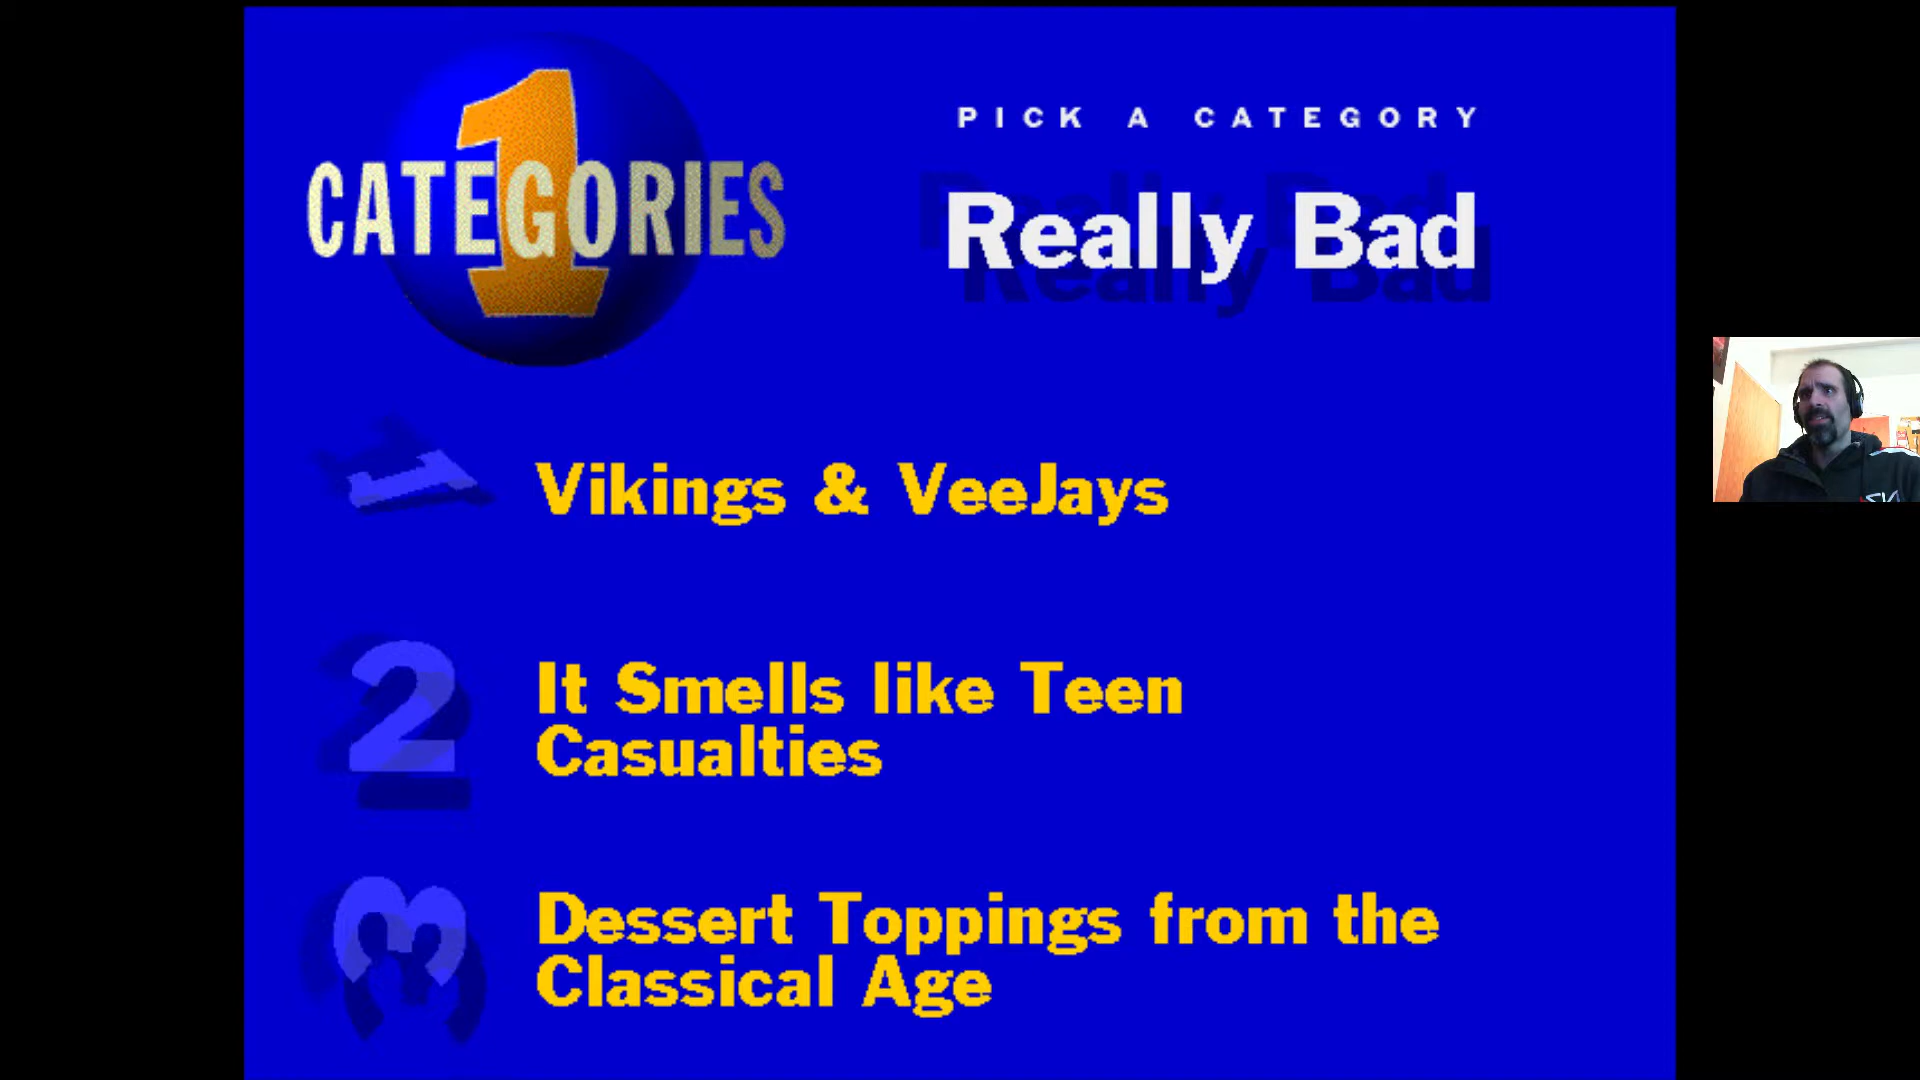 1
CATEGORIES
PICK A CATEGORY
Really Bad
1
Vikings & VeeJays
2
It Smells like Teen
Casualties
3
Dessert Toppings from the
Classical Age